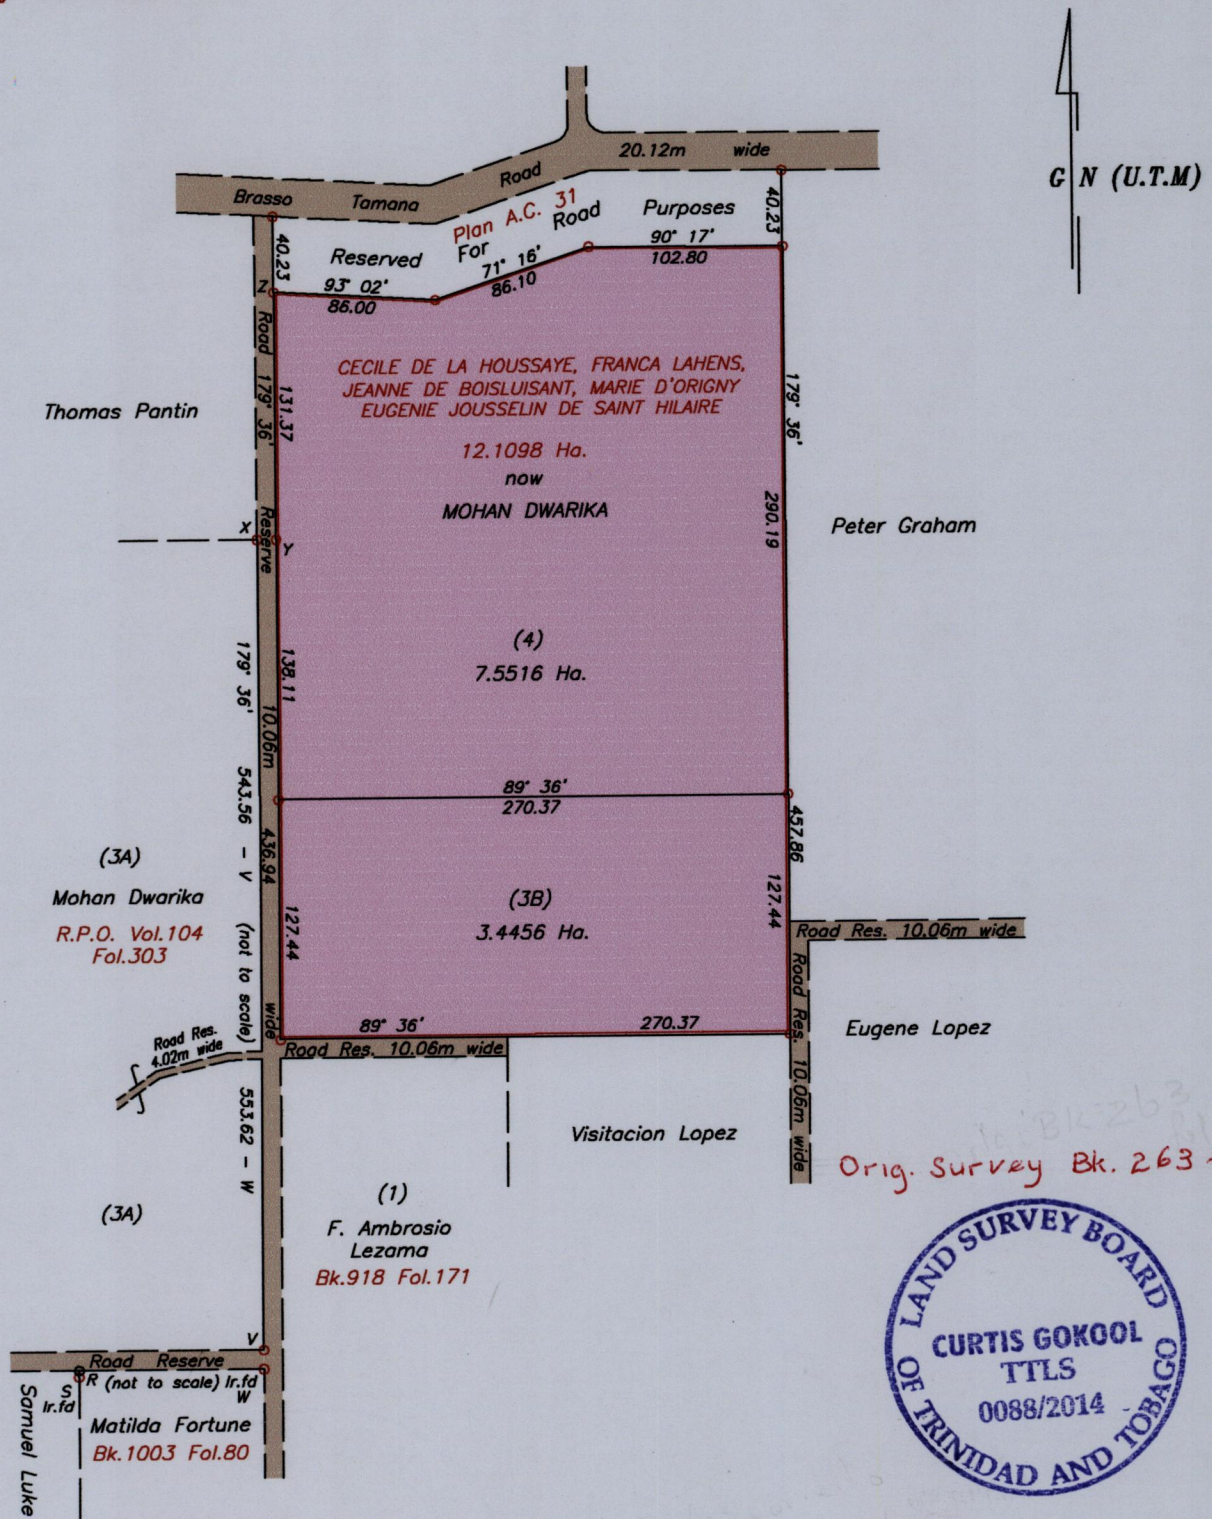 G N (U.T.M)
20.12m wide
Brasso Tamana Road
Plan A.C. 31
Reserved For Road Purposes
40.23
40.23
Z
93° 02'
86.00
71° 16'
86.10
90° 17'
102.80
CECILE DE LA HOUSSAYE, FRANCA LAHENS,
JEANNE DE BOISLUISANT, MARIE D'ORIGNY
EUGENIE JOUSSELIN DE SAINT HILAIRE
12.1098 Ha.
now
MOHAN DWARIKA
Thomas Pantin
Road Reserve 10.06m wide
179° 36'
436.94
131.37
179° 36'
290.19
Peter Graham
X
Y
(4)
7.5516 Ha.
138.11
179° 36' 543.56 - V (not to scale)
553.62 - W
89° 36'
270.37
457.86
(3A)
Mohan Dwarika
R.P.O. Vol.104
Fol.303
(3B)
3.4456 Ha.
127.44
127.44
Road Res. 10.06m wide
Road Res. 10.06m wide
Eugene Lopez
89° 36' 270.37
Road Res. 10.06m wide
Road Res.
4.02m wide
Visitacion Lopez
Orig. Survey Bk. 263
(3A)
(1)
F. Ambrosio
Lezama
Bk.918 Fol.171
LAND SURVEY BOARD
OF TRINIDAD AND TOBAGO
CURTIS GOKOOL
TTLS
0088/2014
V
Road Reserve
R (not to scale) Ir.fd
W
S
Ir.fd
Matilda Fortune
Bk.1003 Fol.80
Samuel Luke